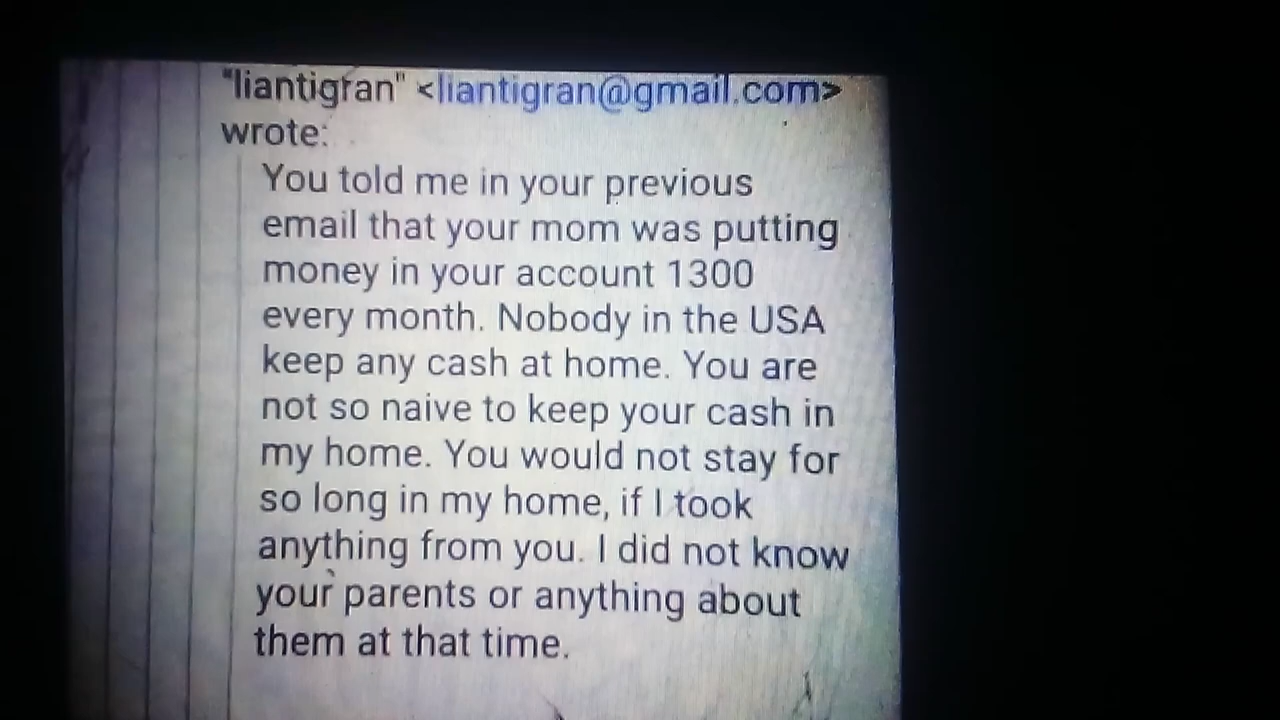 "liantigran" <liantigran@gmail.com>
wrote:
You told me in your previous
email that your mom was putting
money in your account 1300
every month. Nobody in the USA
keep any cash at home. You are
not so naive to keep your cash in
my home. You would not stay for
so long in my home, if I took
anything from you. I did not know
your parents or anything about
them at that time.